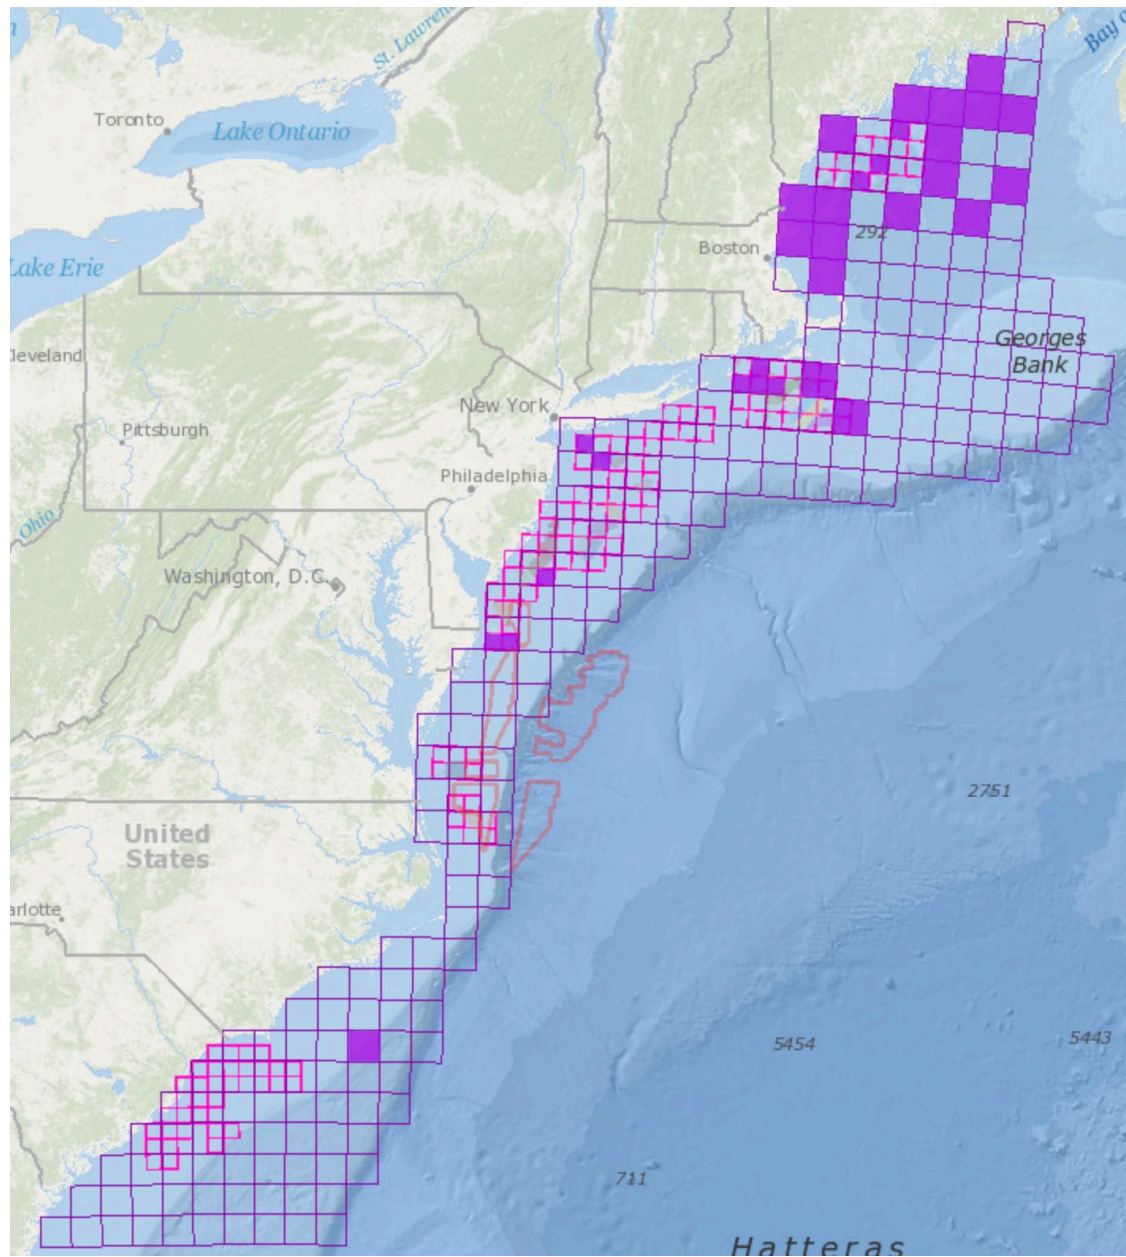 St. Lawrenc
Bay o
Toronto
Lake Ontario
292
Boston
Lake Erie
Cleveland
Georges
Bank
New York
Pittsburgh
Philadelphia
Ohio
Washington, D.C.
2751
United
States
arlotte
5454
5443
711
Hatteras